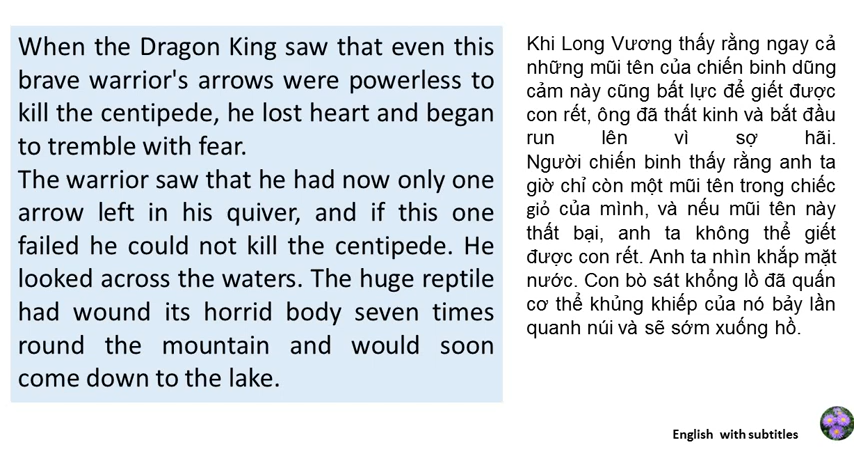 When the Dragon King saw that even this
brave warrior's arrows were powerless to
kill the centipede, he lost heart and began
to tremble with fear.
The warrior saw that he had now only one
arrow left in his quiver, and if this one
failed he could not kill the centipede. He
looked across the waters. The huge reptile
had wound its horrid body seven times
round the mountain and would soon
come down to the lake.
Khi Long Vương thấy rằng ngay cả
những mũi tên của chiến binh dũng
cảm này cũng bất lực để giết được
con rết, ông đã thất kinh và bắt đầu
run lên vì sợ hãi.
Người chiến binh thấy rằng anh ta
giờ chỉ còn một mũi tên trong chiếc
giỏ của mình, và nếu mũi tên này
thất bại, anh ta không thể giết
được con rết. Anh ta nhìn khắp mặt
nước. Con bò sát khổng lồ đã quấn
cơ thể khủng khiếp của nó bảy lần
quanh núi và sẽ sớm xuống hồ.
English with subtitles